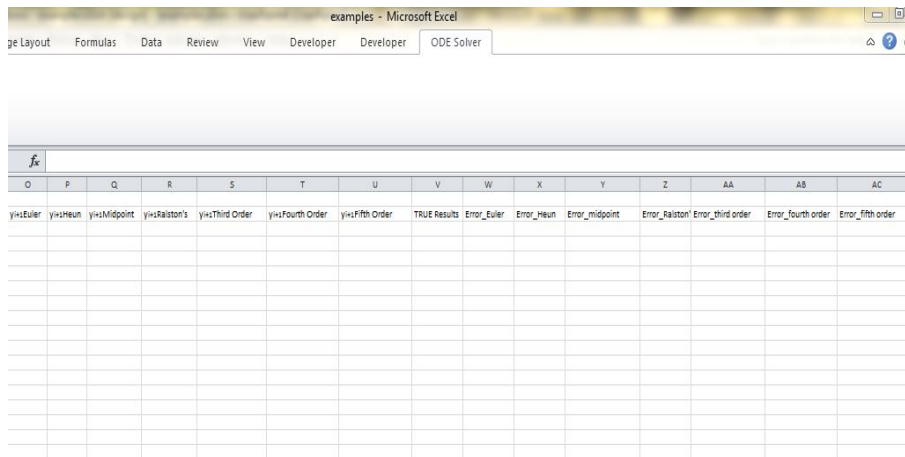 examples - Microsoft Excel
ge Layout Formulas Data Review View Developer Developer ODE Solver
fx
O P Q R S T U V W X Y Z AA AB AC
yi+1Euler yi+1Heun yi+1Midpoint yi+1Ralston's yi+1Third Order yi+1Fourth Order yi+1Fifth Order TRUE Results Error_Euler Error_Heun Error_midpoint Error_Ralston' Error_third order Error_fourth order Error_fifth order